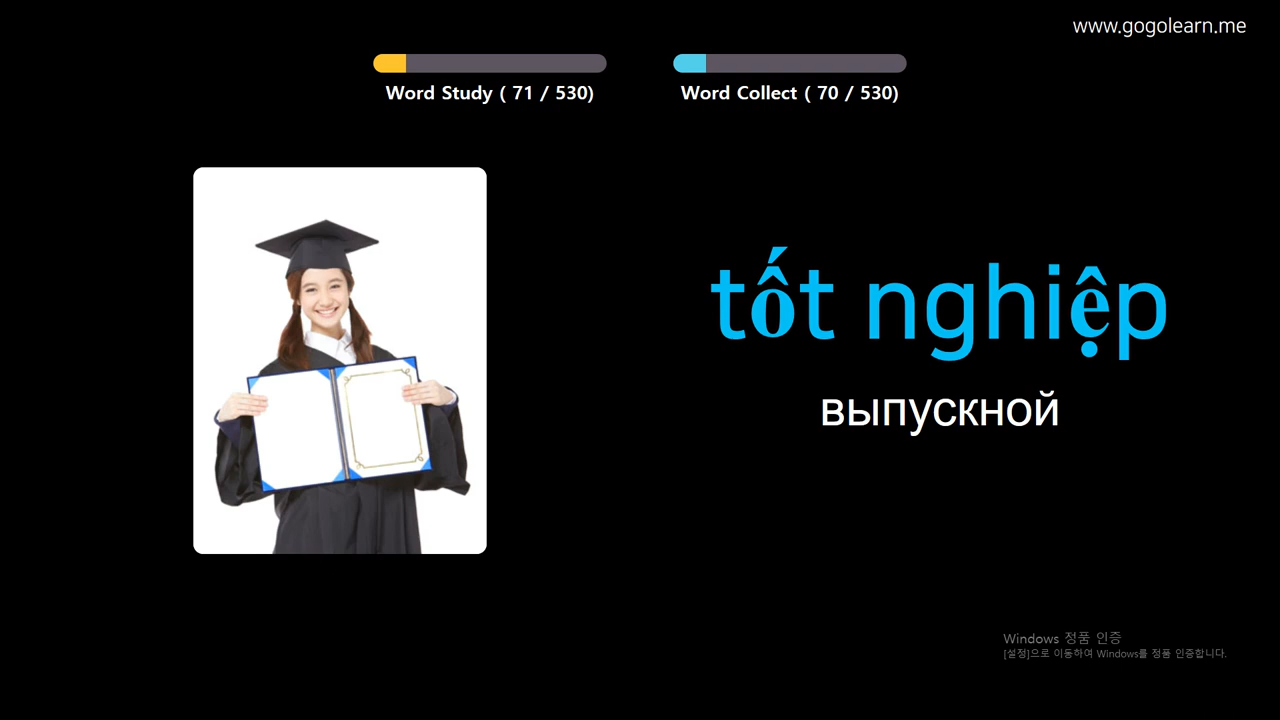 www.gogolearn.me
Word Study ( 71 / 530)
Word Collect ( 70 / 530)
tốt nghiệp
выпускной
Windows 정품 인증
[설정]으로 이동하여 Windows를 정품 인증합니다.